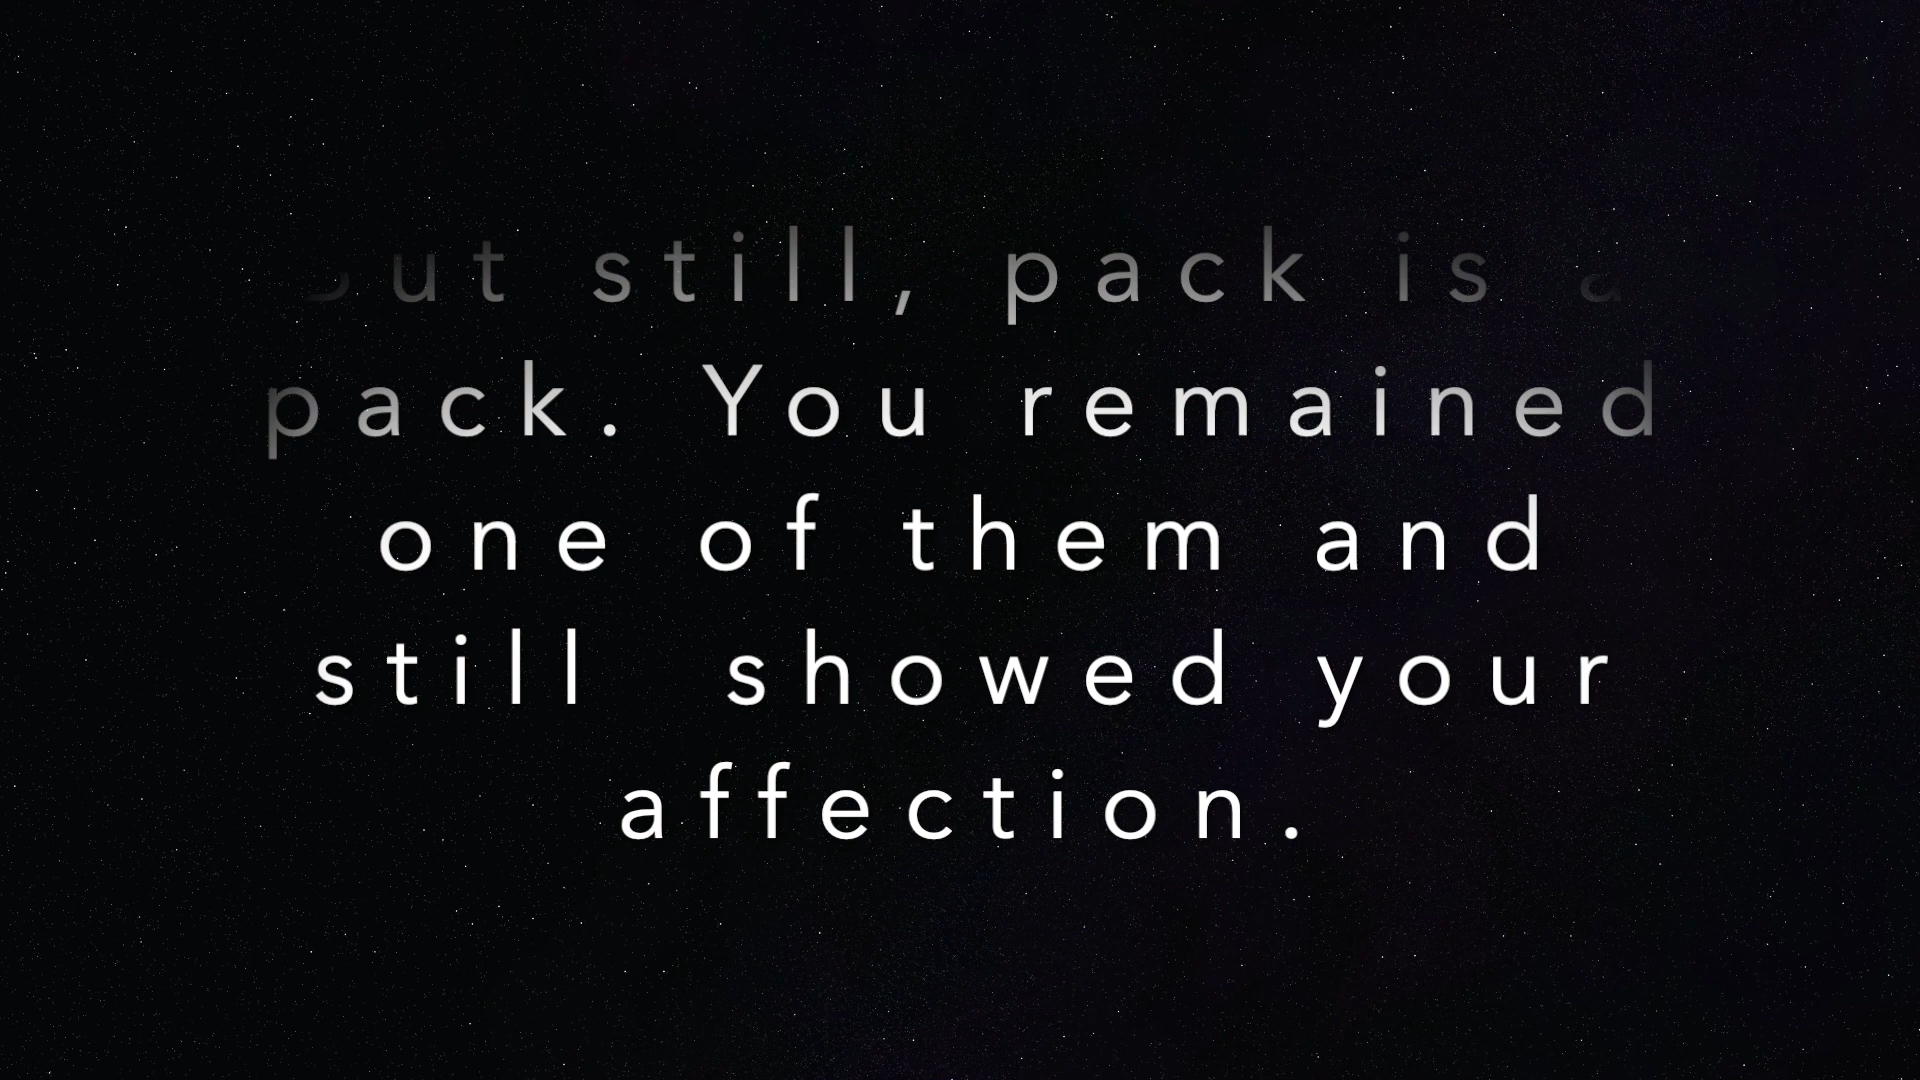 but still, pack is a
pack. You remained
one of them and
still showed your
affection.